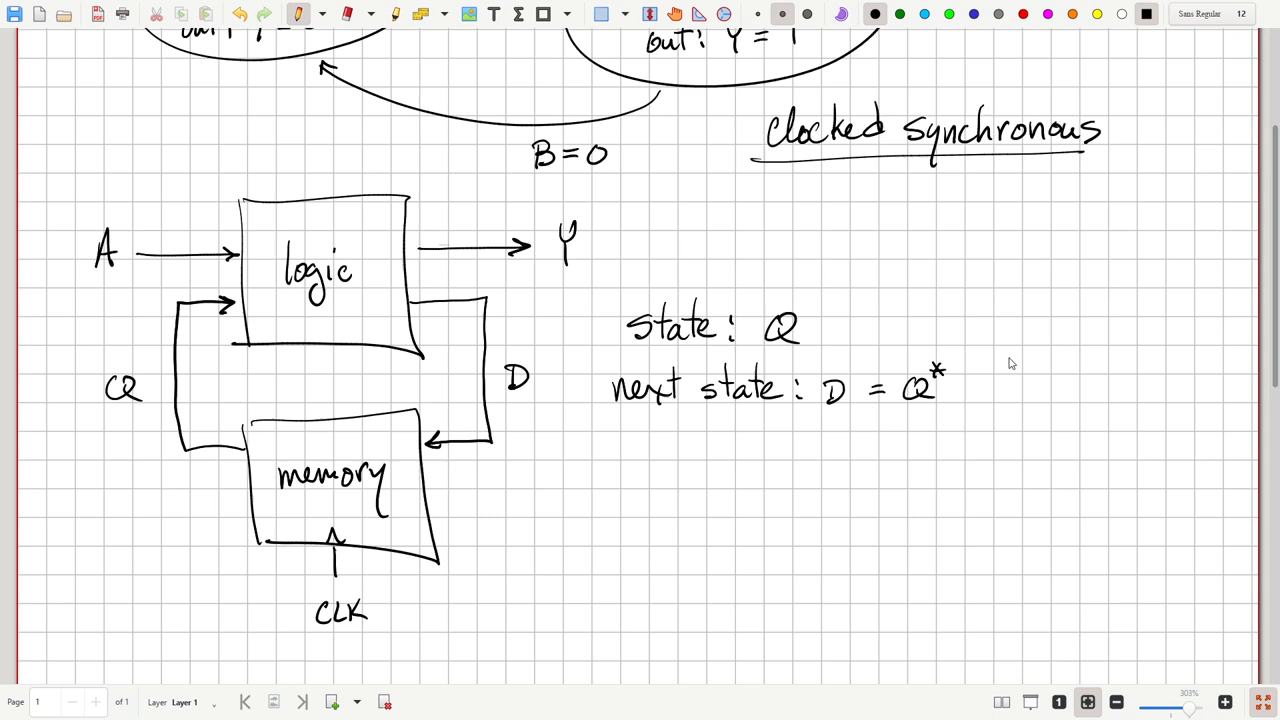 Sans Regular 12
out: Y = 1
clocked synchronous
B = 0
A
logic
Y
state: Q
Q
D
next state: D = Q*
memory
CLK
Page 1 of 1 Layer Layer 1 303%